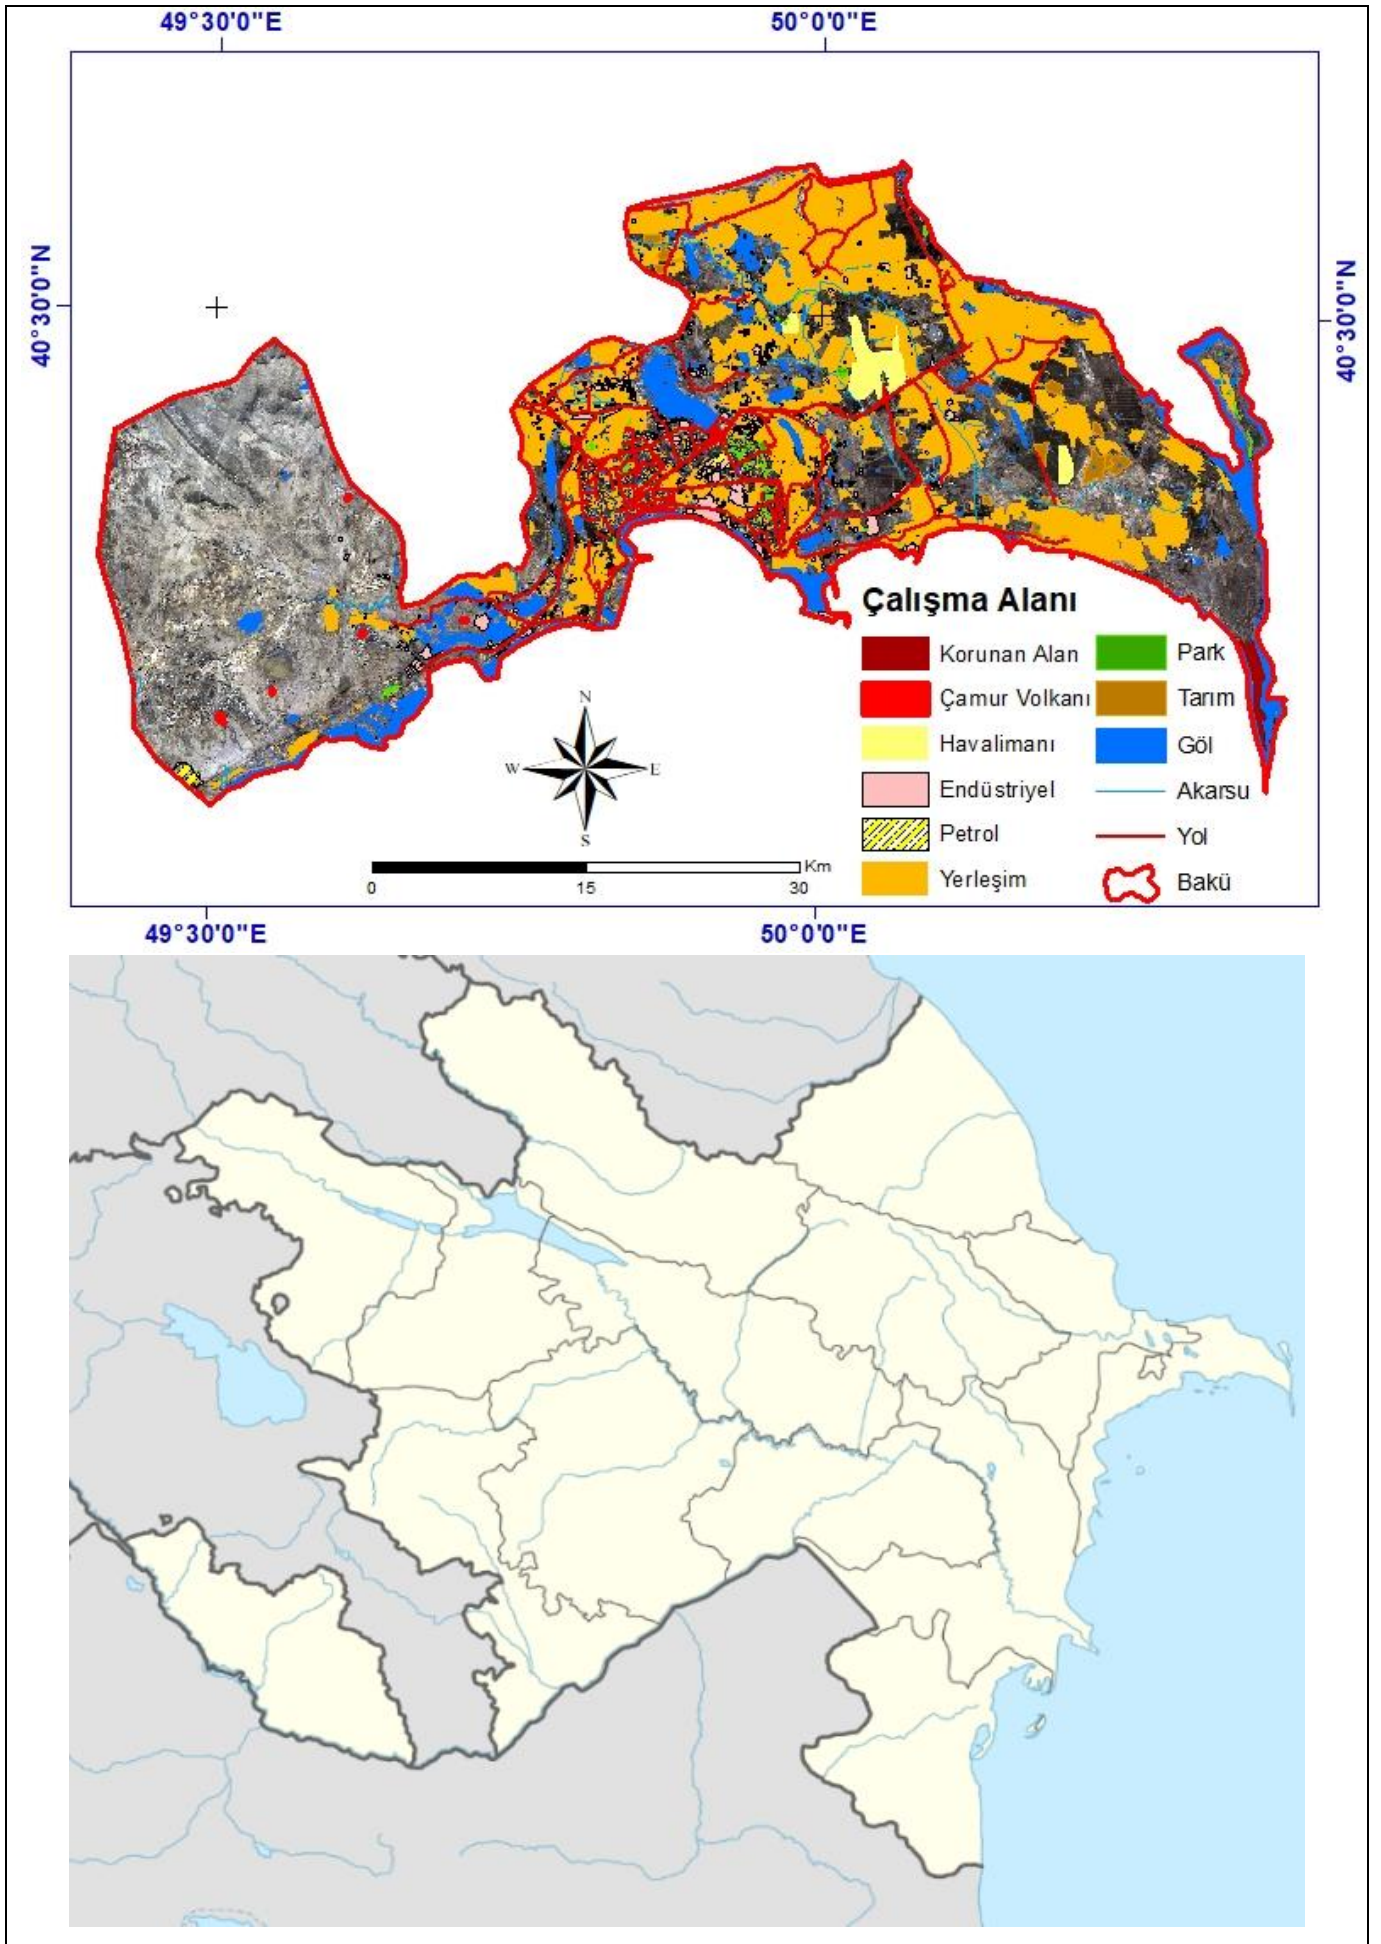 49°30'0"E 50°0'0"E
40°30'0"N
40°30'0"N
N
W E
S
0 15 30 Km
Çalışma Alanı
Korunan Alan
Çamur Volkanı
Havalimanı
Endüstriyel
Petrol
Yerleşim
Park
Tarım
Göl
Akarsu
Yol
Bakü
49°30'0"E 50°0'0"E